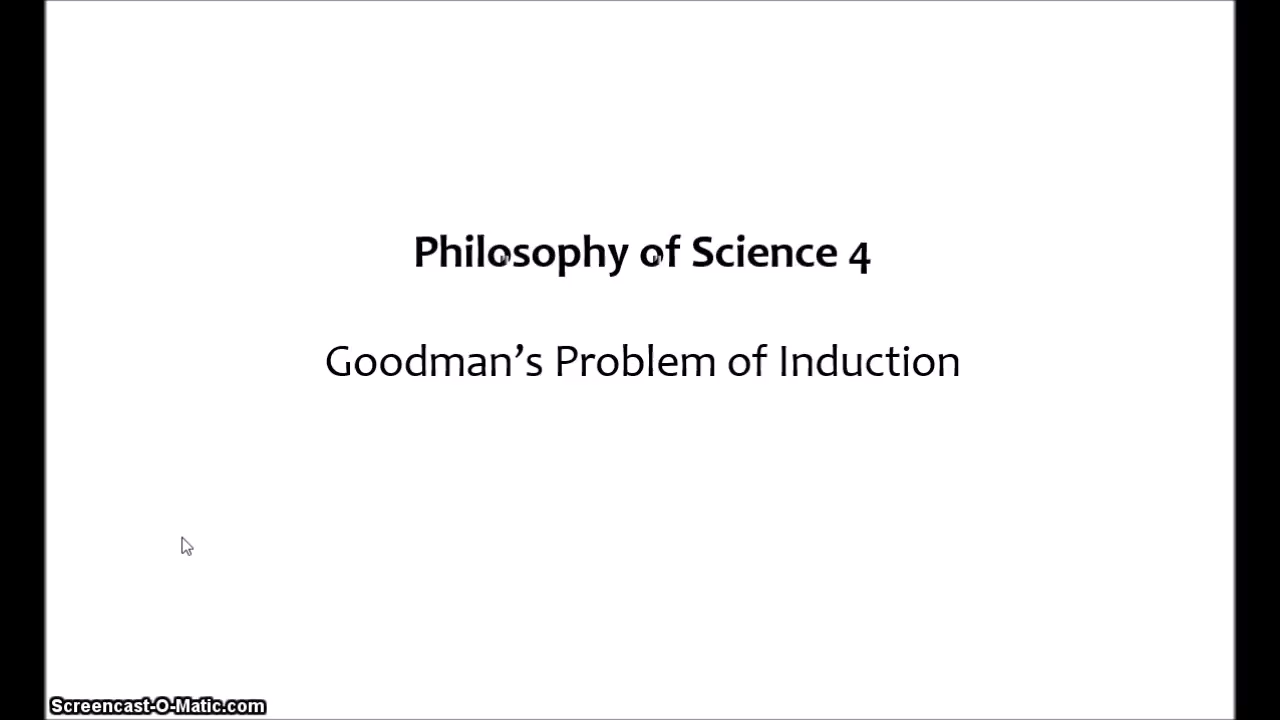 Philosophy of Science 4
Goodman’s Problem of Induction
Screencast-O-Matic.com